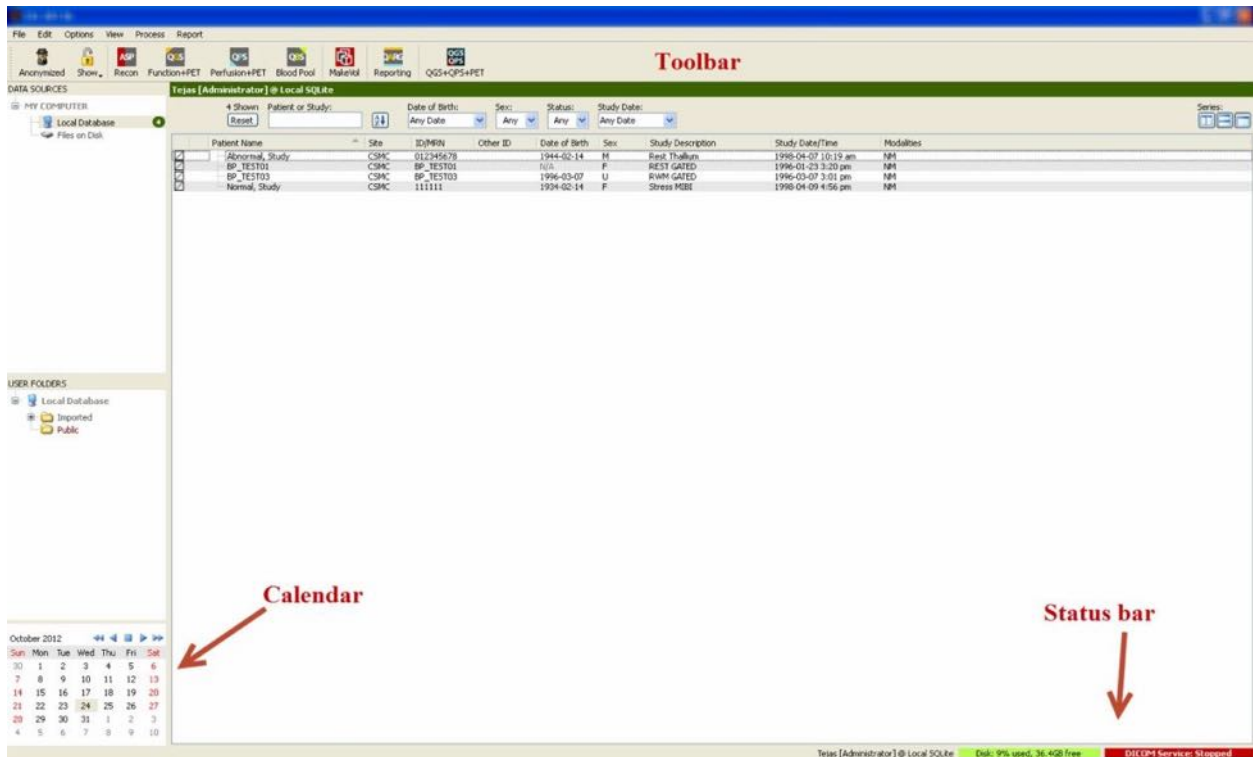 File Edit Options View Process Report
ASP QGS QPS QBS QARG QGS QPS
Anonymized Show Recon Function+PET Perfusion+PET Blood Pool MakeVol Reporting QGS+QPS+PET
Toolbar
DATA SOURCES
MY COMPUTER
Local Database 4
Files on Disk
Tejas [Administrator] @ Local SQLite
4 Shown Patient or Study: Date of Birth: Sex: Status: Study Date: Series:
Reset Any Date Any Any Any Date
Patient Name Site ID/MRN Other ID Date of Birth Sex Study Description Study Date/Time Modalities
Abnormal, Study CSMC 012345678 1944-02-14 M Rest Thallium 1998-04-07 10:19 am NM
BP_TEST01 CSMC BP_TEST01 N/A F REST GATED 1996-01-23 3:20 pm NM
BP_TEST03 CSMC BP_TEST03 1996-03-07 U RWM GATED 1996-03-07 3:01 pm NM
Normal, Study CSMC 111111 1934-02-14 F Stress MIBI 1998-04-09 4:56 pm NM
USER FOLDERS
Local Database
Imported
Public
Calendar
Status bar
October 2012
Sun Mon Tue Wed Thu Fri Sat
30 1 2 3 4 5 6
7 8 9 10 11 12 13
14 15 16 17 18 19 20
21 22 23 24 25 26 27
28 29 30 31 1 2 3
4 5 6 7 8 9 10
Tejas [Administrator] @ Local SQLite Disk: 9% used, 36.4GB free DICOM Service: Stopped